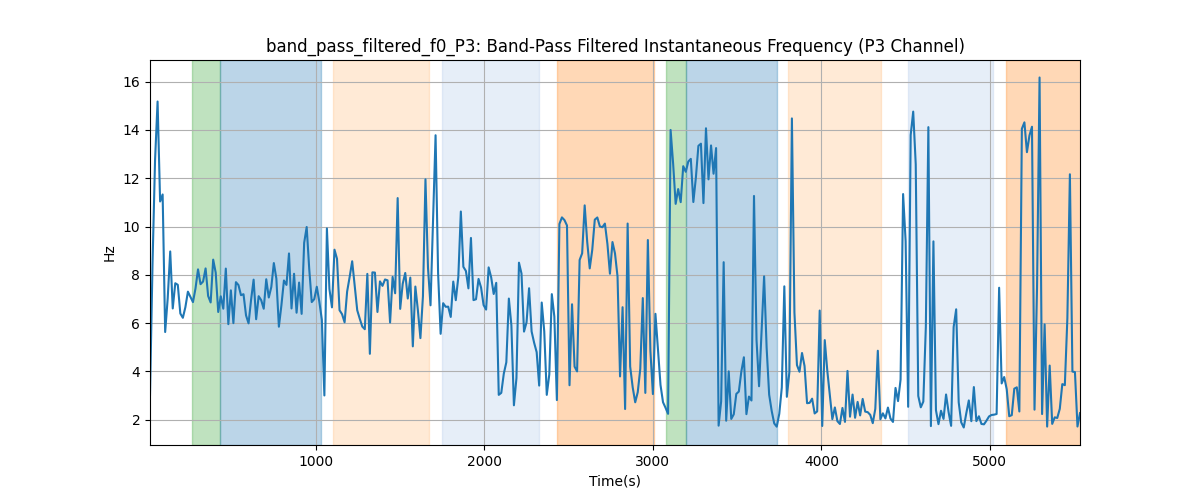 band_pass_filtered_f0_P3: Band-Pass Filtered Instantaneous Frequency (P3 Channel)
16
14
12
10
8
6
4
2
Hz
1000 2000 3000 4000 5000
Time(s)